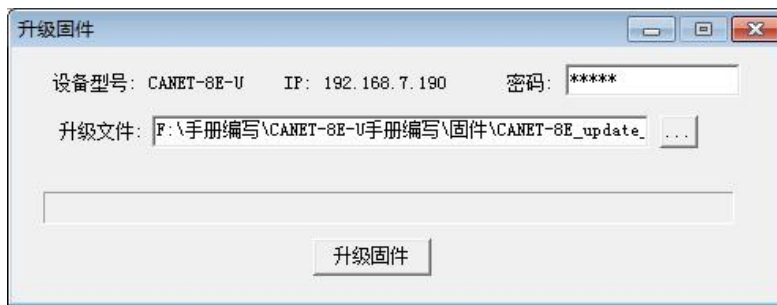 升级固件
设备型号: CANET-8E-U IP: 192.168.7.190 密码: *****
升级文件: F:\手册编写\CANET-8E-U手册编写\固件\CANET-8E_update_ ...
升级固件